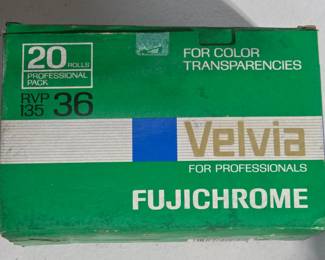 20 ROLLS
PROFESSIONAL
PACK
FOR COLOR
TRANSPARENCIES
RVP
135 36
Velvia
FOR PROFESSIONALS
FUJICHROME